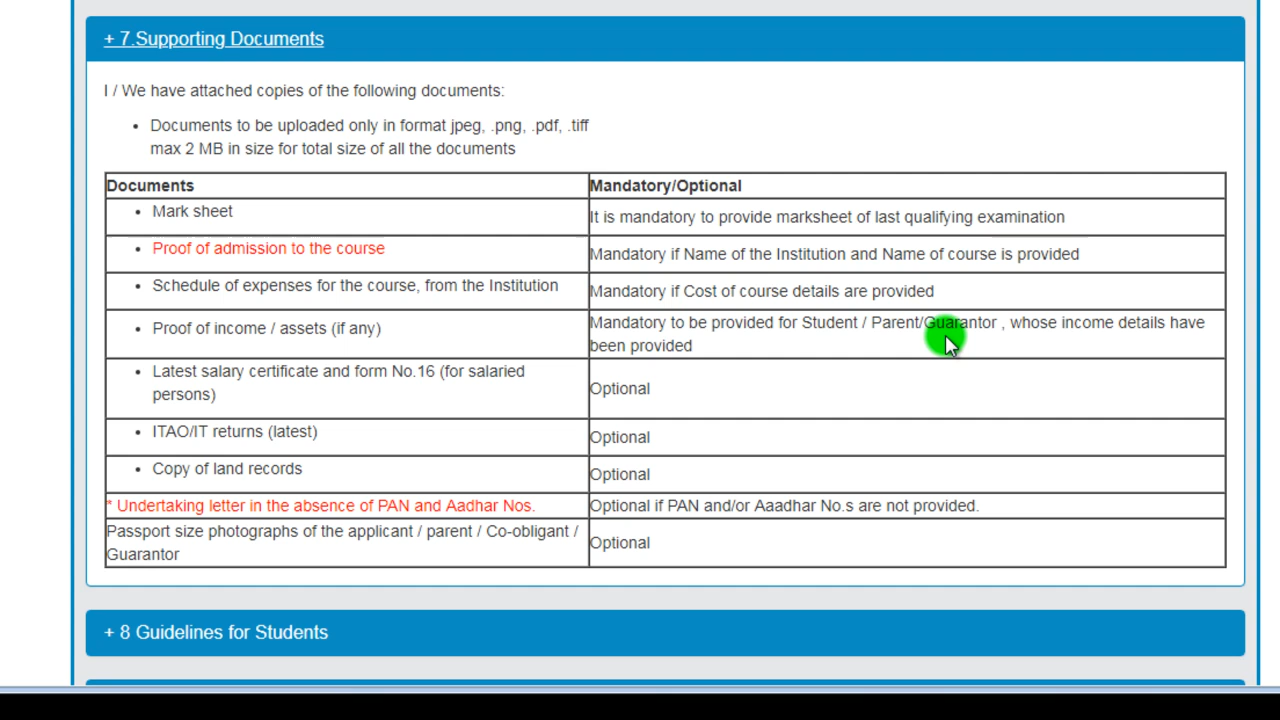 + 7.Supporting Documents
I / We have attached copies of the following documents:
• Documents to be uploaded only in format jpeg, .png, .pdf, .tiff
max 2 MB in size for total size of all the documents
Documents Mandatory/Optional
• Mark sheet It is mandatory to provide marksheet of last qualifying examination
• Proof of admission to the course Mandatory if Name of the Institution and Name of course is provided
• Schedule of expenses for the course, from the Institution Mandatory if Cost of course details are provided
• Proof of income / assets (if any) Mandatory to be provided for Student / Parent/Guarantor , whose income details have
been provided
• Latest salary certificate and form No.16 (for salaried
persons) Optional
• ITAO/IT returns (latest) Optional
• Copy of land records Optional
* Undertaking letter in the absence of PAN and Aadhar Nos. Optional if PAN and/or Aaadhar No.s are not provided.
Passport size photographs of the applicant / parent / Co-obligant /
Guarantor Optional
+ 8 Guidelines for Students